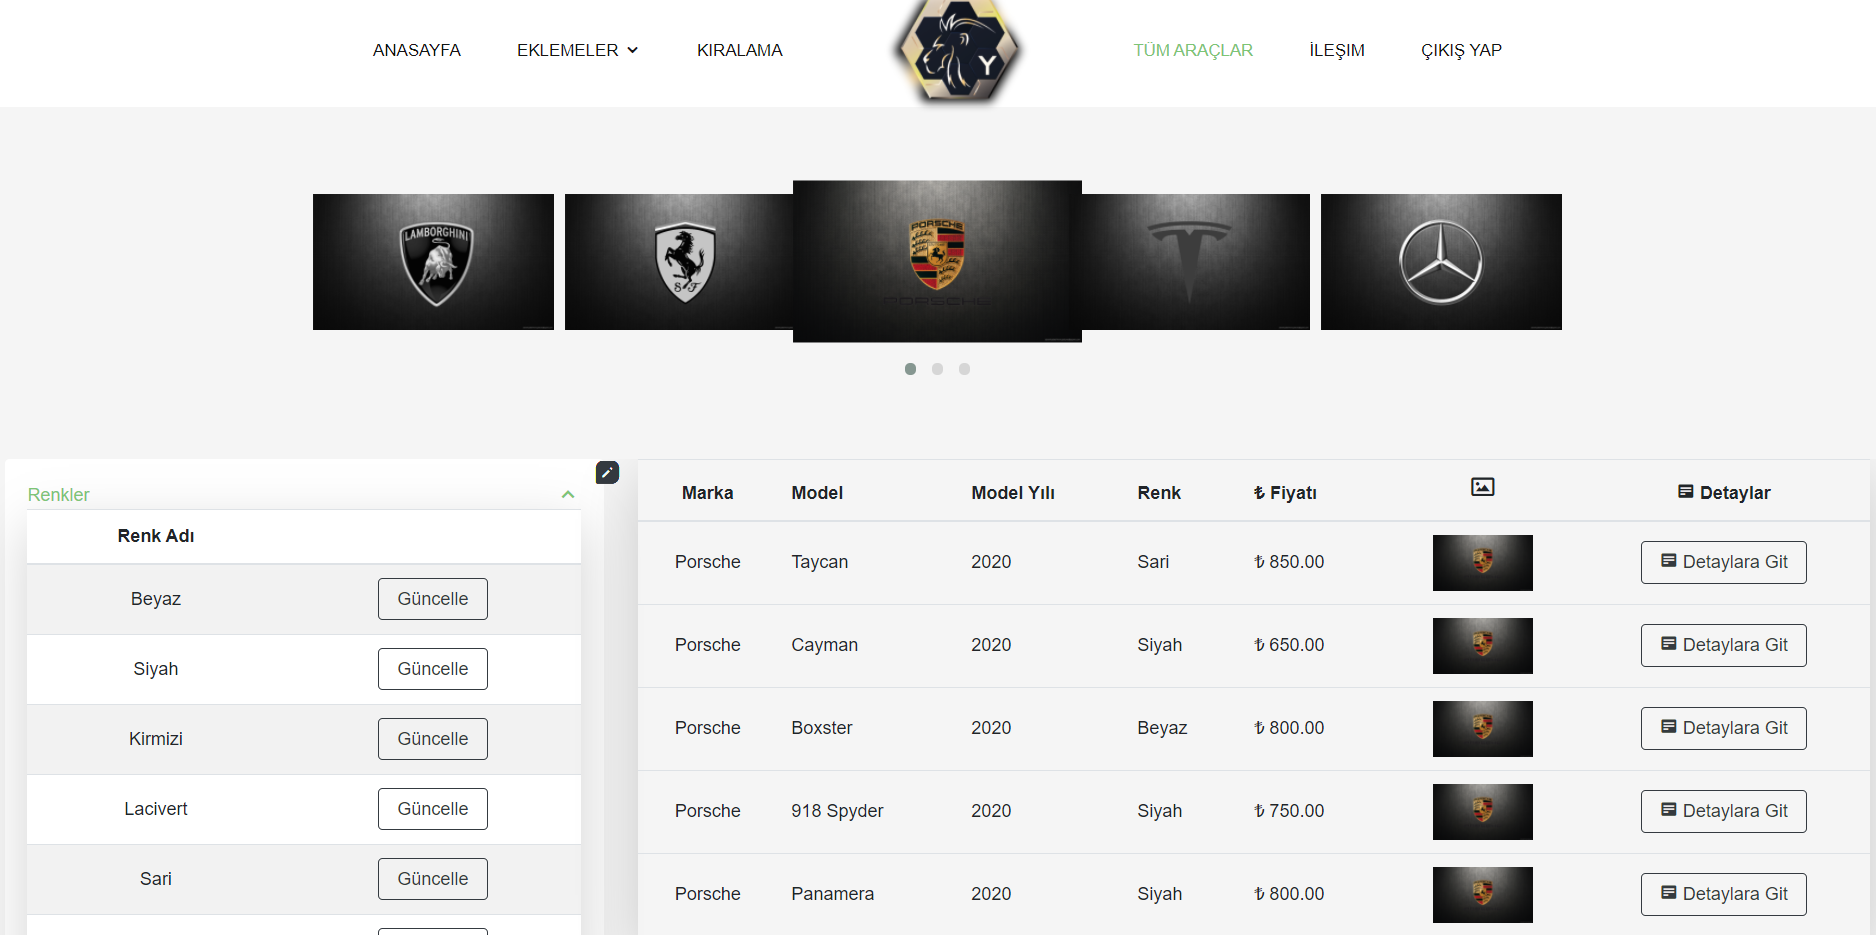 ANASAYFA EKLEMELER KIRALAMA Y TÜM ARAÇLAR İLEŞIM ÇIKIŞ YAP
LAMBORGHINI S F PORSCHE
PORSCHE
Renkler
Renk Adı
Beyaz Güncelle
Siyah Güncelle
Kirmizi Güncelle
Lacivert Güncelle
Sari Güncelle
Marka Model Model Yılı Renk ₺ Fiyatı Detaylar
Porsche Taycan 2020 Sari ₺ 850.00 Detaylara Git
Porsche Cayman 2020 Siyah ₺ 650.00 Detaylara Git
Porsche Boxster 2020 Beyaz ₺ 800.00 Detaylara Git
Porsche 918 Spyder 2020 Siyah ₺ 750.00 Detaylara Git
Porsche Panamera 2020 Siyah ₺ 800.00 Detaylara Git